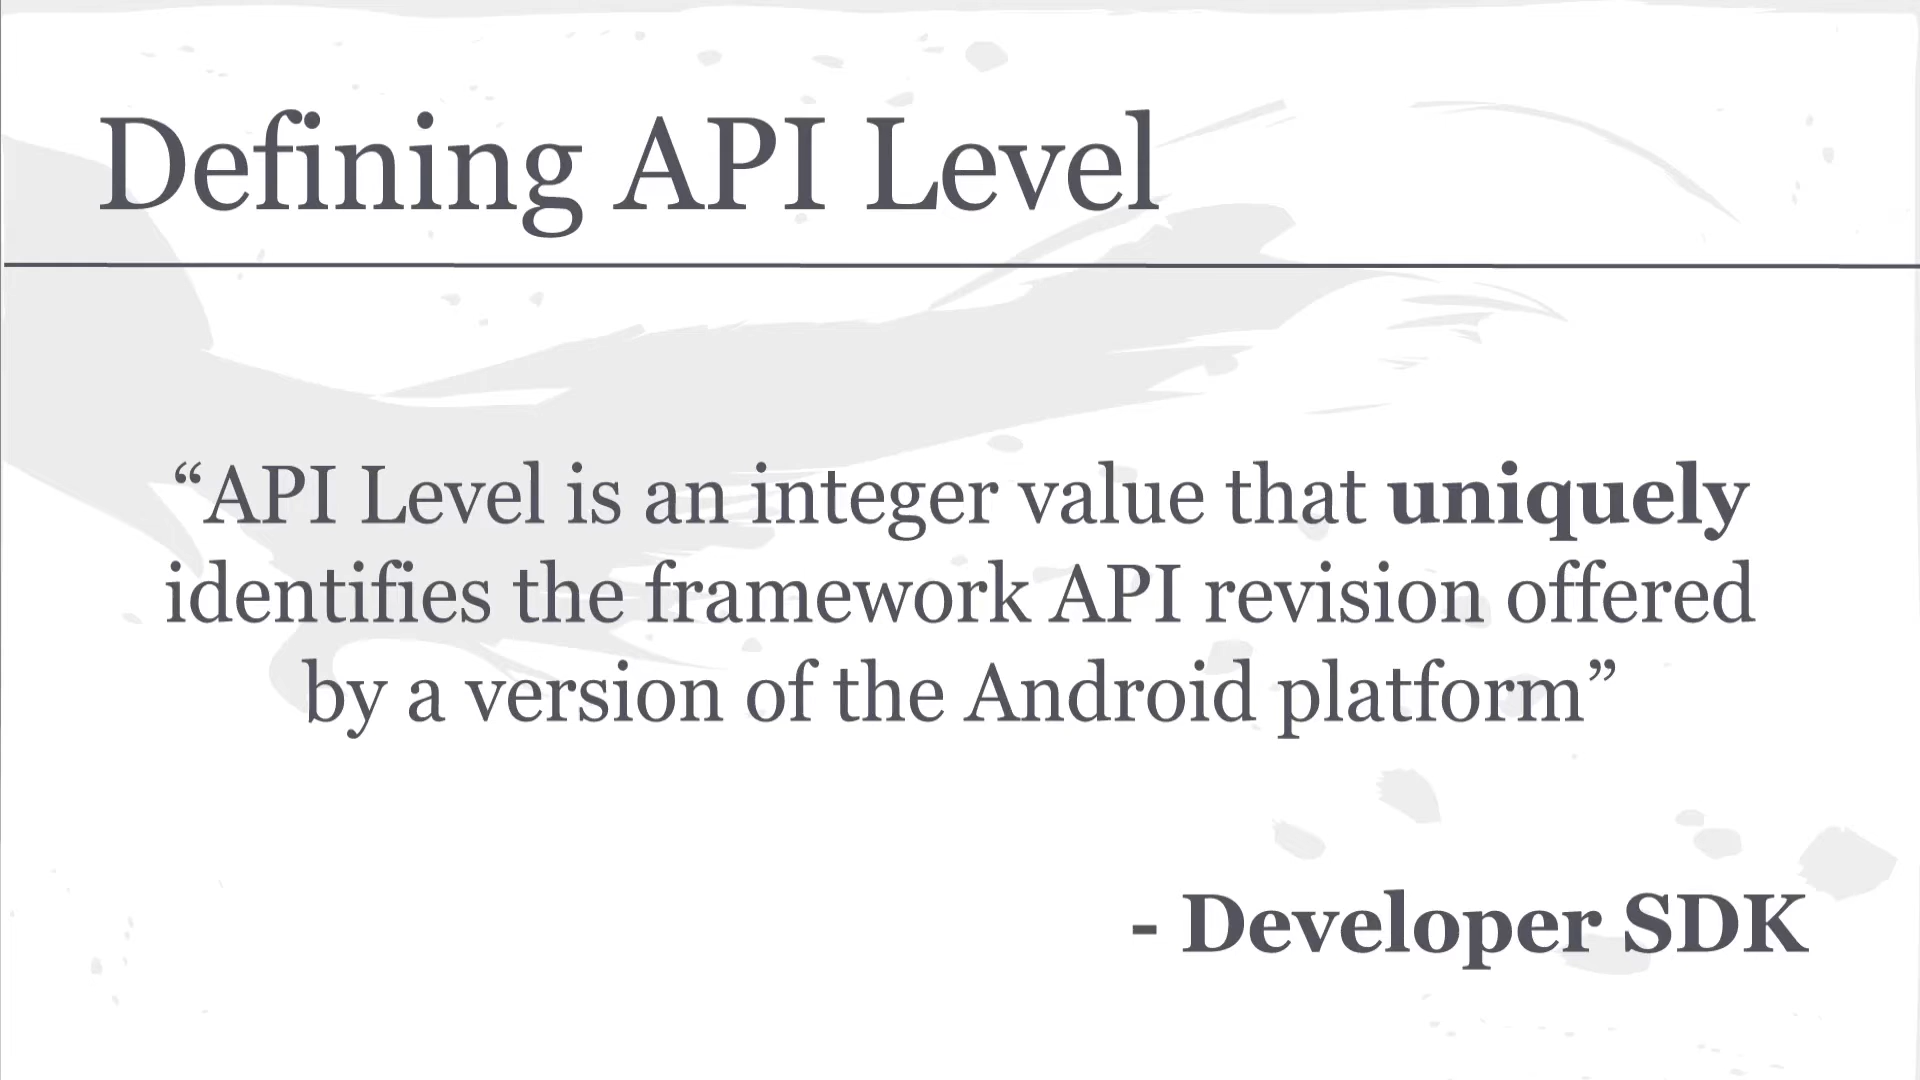 Defining API Level
“API Level is an integer value that uniquely
identifies the framework API revision offered
by a version of the Android platform”
- Developer SDK